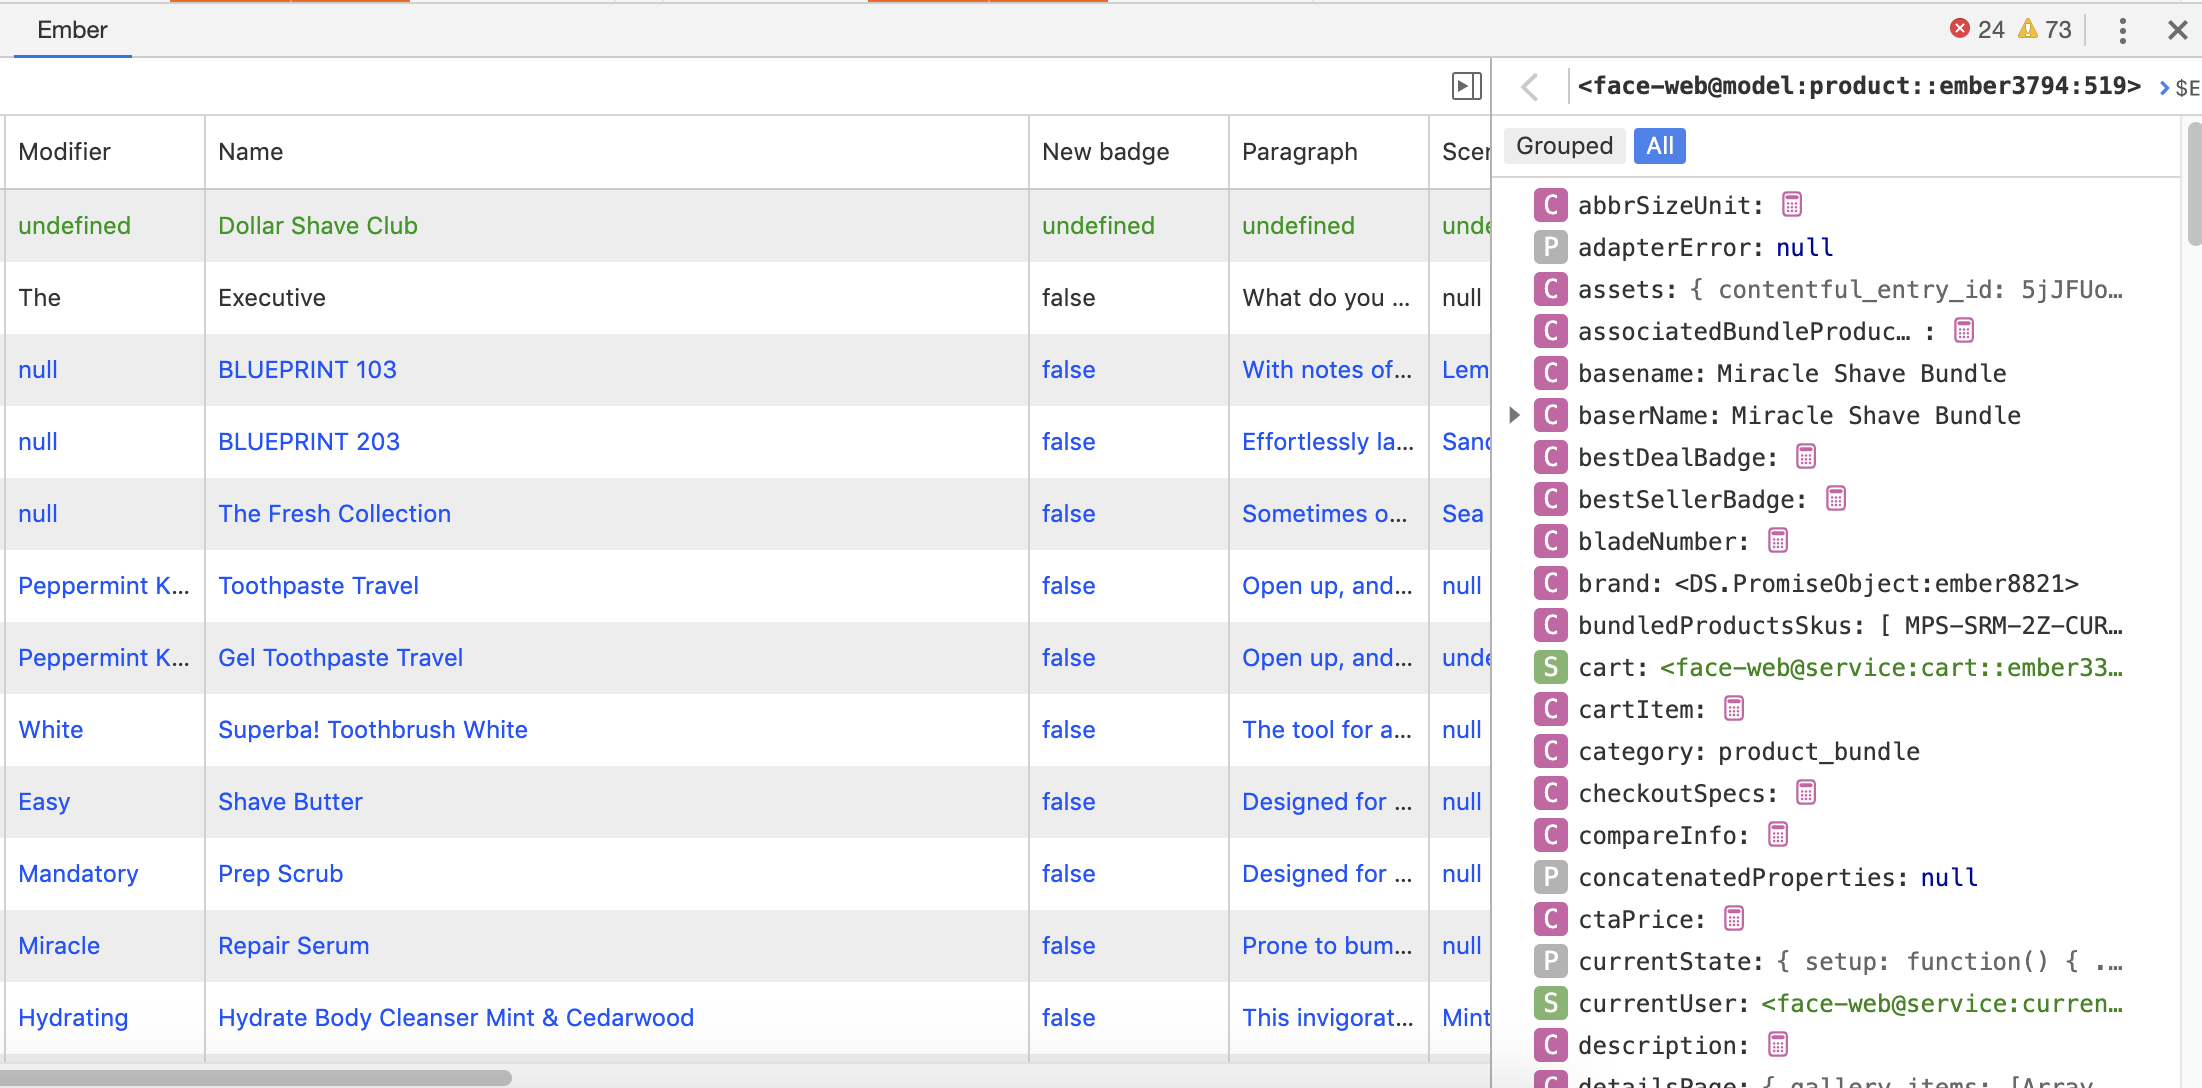 Ember
24 73
<face-web@model:product::ember3794:519> $E
Modifier Name New badge Paragraph Scen
Grouped All
undefined Dollar Shave Club undefined undefined unde
The Executive false What do you ... null
null BLUEPRINT 103 false With notes of... Lem
null BLUEPRINT 203 false Effortlessly la... Sand
null The Fresh Collection false Sometimes o... Sea
Peppermint K... Toothpaste Travel false Open up, and... null
Peppermint K... Gel Toothpaste Travel false Open up, and... unde
White Superba! Toothbrush White false The tool for a... null
Easy Shave Butter false Designed for ... null
Mandatory Prep Scrub false Designed for ... null
Miracle Repair Serum false Prone to bum... null
Hydrating Hydrate Body Cleanser Mint & Cedarwood false This invigorat... Mint
C abbrSizeUnit:
P adapterError: null
C assets: { contentful_entry_id: 5jJFUo…
C associatedBundleProduc… :
C basename: Miracle Shave Bundle
C baserName: Miracle Shave Bundle
C bestDealBadge:
C bestSellerBadge:
C bladeNumber:
C brand: <DS.PromiseObject:ember8821>
C bundledProductsSkus: [ MPS-SRM-2Z-CUR…
S cart: <face-web@service:cart::ember33…
C cartItem:
C category: product_bundle
C checkoutSpecs:
C compareInfo:
P concatenatedProperties: null
C ctaPrice:
P currentState: { setup: function() { .…
S currentUser: <face-web@service:curren…
C description:
C detailsPage: { gallery_items: [Array